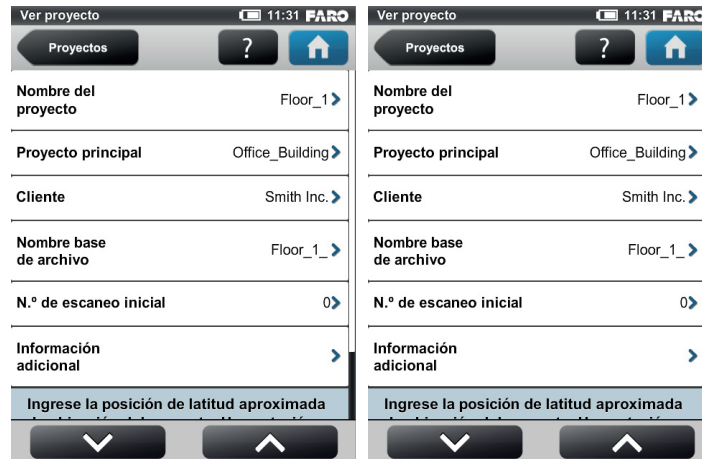 Ver proyecto 11:31 FARO
Proyectos ?
Nombre del
proyecto
Floor_1
Proyecto principal Office_Building
Cliente Smith Inc.
Nombre base
de archivo
Floor_1_
N.º de escaneo inicial 0
Información
adicional
Ingrese la posición de latitud aproximada
Ver proyecto 11:31 FARO
Proyectos ?
Nombre del
proyecto
Floor_1
Proyecto principal Office_Building
Cliente Smith Inc.
Nombre base
de archivo
Floor_1_
N.º de escaneo inicial 0
Información
adicional
Ingrese la posición de latitud aproximada